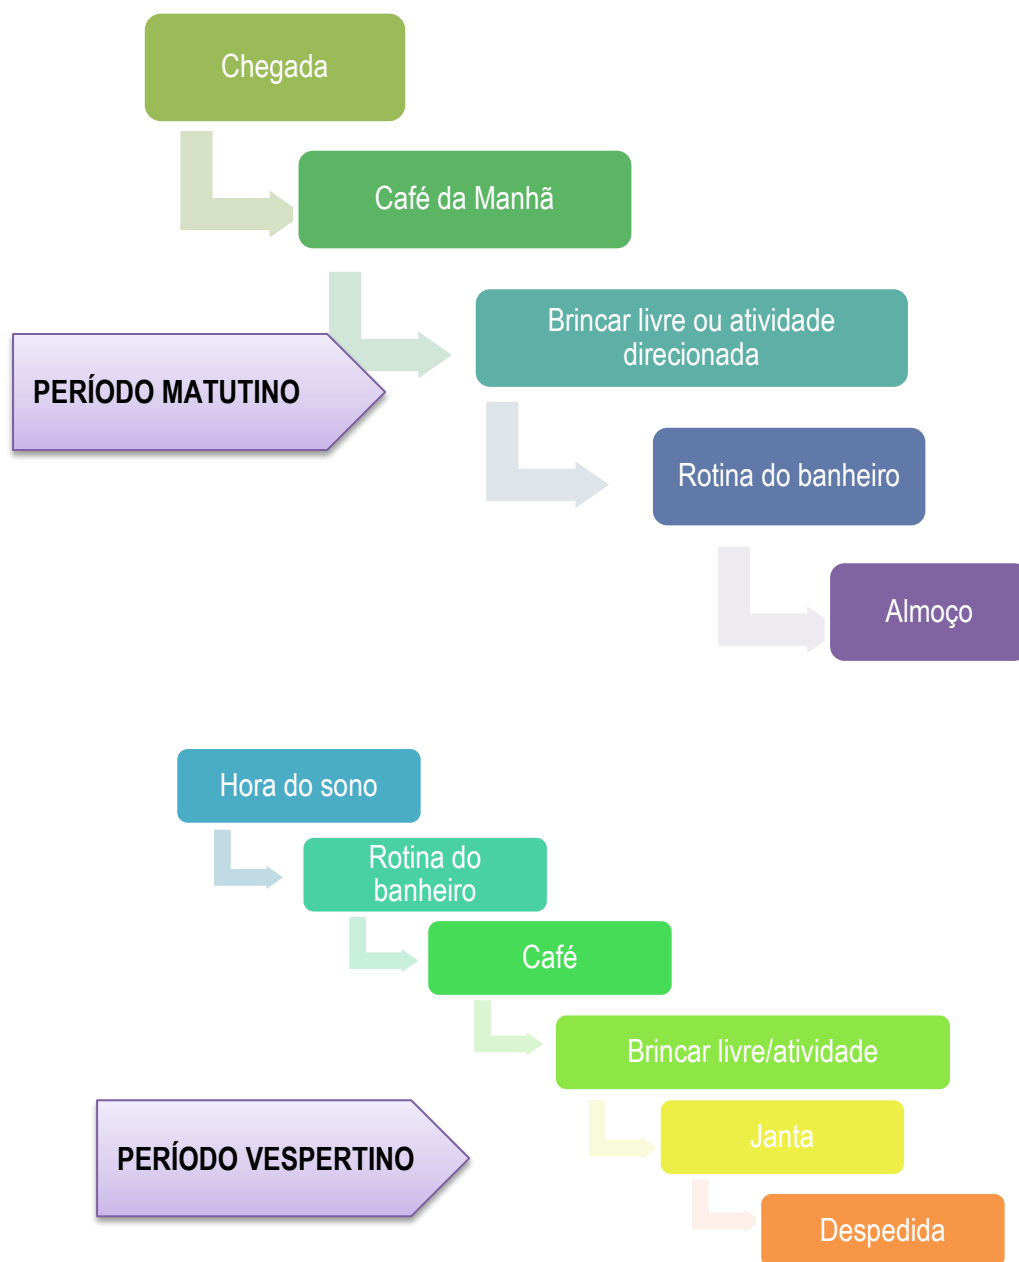 Chegada
Café da Manhã
Brincar livre ou atividade
direcionada
PERÍODO MATUTINO
Rotina do banheiro
Almoço
Hora do sono
Rotina do
banheiro
Café
Brincar livre/atividade
Janta
PERÍODO VESPERTINO
Despedida